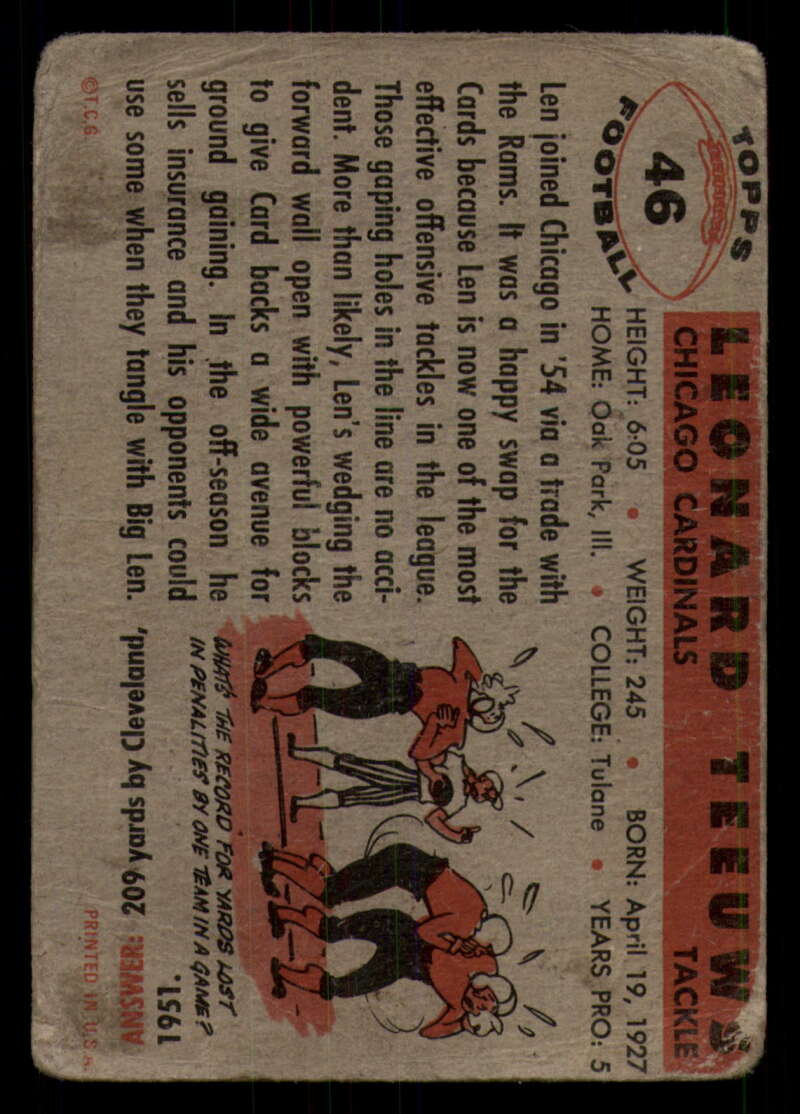 TOPPS
46
FOOTBALL
LEONARD TEEUWS
CHICAGO CARDINALS TACKLE
HEIGHT: 6-05 • WEIGHT: 245 • BORN: April 19, 1927
HOME: Oak Park, Ill. • COLLEGE: Tulane • YEARS PRO: 5
Len joined Chicago in '54 via a trade with
the Rams. It was a happy swap for the
Cards because Len is now one of the most
effective offensive tackles in the league.
Those gaping holes in the line are no acci-
dent. More than likely, Len's wedging the
forward wall open with powerful blocks
to give Card backs a wide avenue for
ground gaining. In the off-season he
sells insurance and his opponents could
use some when they tangle with Big Len.
WHAT'S THE RECORD FOR YARDS LOST
IN PENALITIES BY ONE TEAM IN A GAME?
ANSWER: 209 Yards by Cleveland,
1951.
©T.C.G.
PRINTED IN U.S.A.